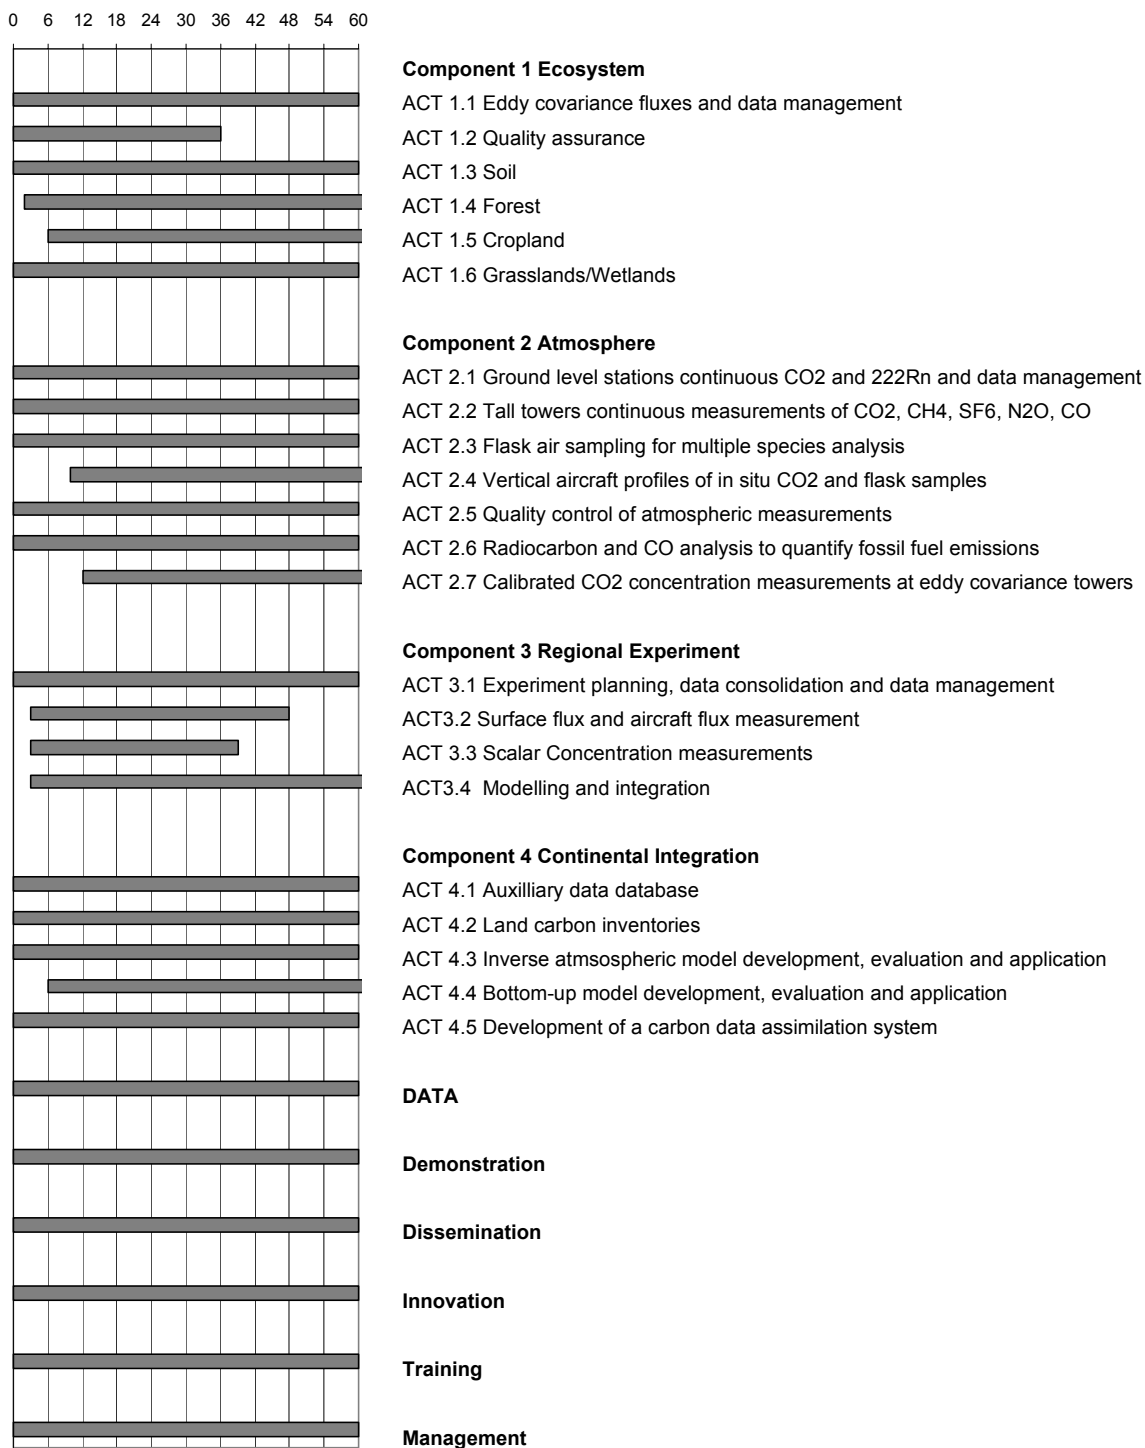 0 6 12 18 24 30 36 42 48 54 60
Component 1 Ecosystem
ACT 1.1 Eddy covariance fluxes and data management
ACT 1.2 Quality assurance
ACT 1.3 Soil
ACT 1.4 Forest
ACT 1.5 Cropland
ACT 1.6 Grasslands/Wetlands
Component 2 Atmosphere
ACT 2.1 Ground level stations continuous CO2 and 222Rn and data management
ACT 2.2 Tall towers continuous measurements of CO2, CH4, SF6, N2O, CO
ACT 2.3 Flask air sampling for multiple species analysis
ACT 2.4 Vertical aircraft profiles of in situ CO2 and flask samples
ACT 2.5 Quality control of atmospheric measurements
ACT 2.6 Radiocarbon and CO analysis to quantify fossil fuel emissions
ACT 2.7 Calibrated CO2 concentration measurements at eddy covariance towers
Component 3 Regional Experiment
ACT 3.1 Experiment planning, data consolidation and data management
ACT3.2 Surface flux and aircraft flux measurement
ACT 3.3 Scalar Concentration measurements
ACT3.4  Modelling and integration
Component 4 Continental Integration
ACT 4.1 Auxilliary data database
ACT 4.2 Land carbon inventories
ACT 4.3 Inverse atmsospheric model development, evaluation and application
ACT 4.4 Bottom-up model development, evaluation and application
ACT 4.5 Development of a carbon data assimilation system
DATA
Demonstration
Dissemination
Innovation
Training
Management